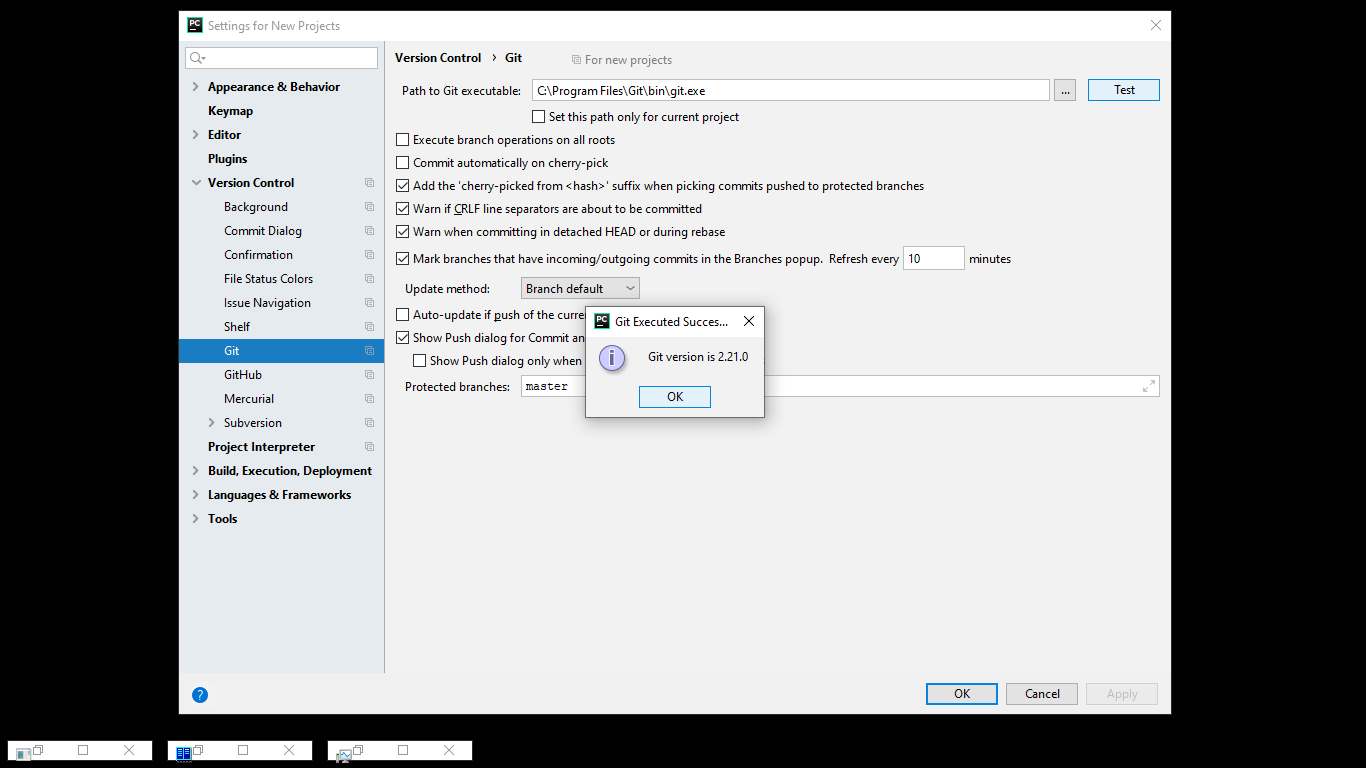 PC Settings for New Projects
Version Control › Git For new projects
Appearance & Behavior
Keymap
Editor
Plugins
Version Control
Background
Commit Dialog
Confirmation
File Status Colors
Issue Navigation
Shelf
Git
GitHub
Mercurial
Subversion
Project Interpreter
Build, Execution, Deployment
Languages & Frameworks
Tools
Path to Git executable: C:\Program Files\Git\bin\git.exe ... Test
Set this path only for current project
Execute branch operations on all roots
Commit automatically on cherry-pick
Add the 'cherry-picked from <hash>' suffix when picking commits pushed to protected branches
Warn if CRLF line separators are about to be committed
Warn when committing in detached HEAD or during rebase
Mark branches that have incoming/outgoing commits in the Branches popup. Refresh every 10 minutes
Update method: Branch default
Auto-update if push of the curre
Show Push dialog for Commit an
Show Push dialog only when
Protected branches: master
PC Git Executed Succes...
Git version is 2.21.0
OK
? OK Cancel Apply